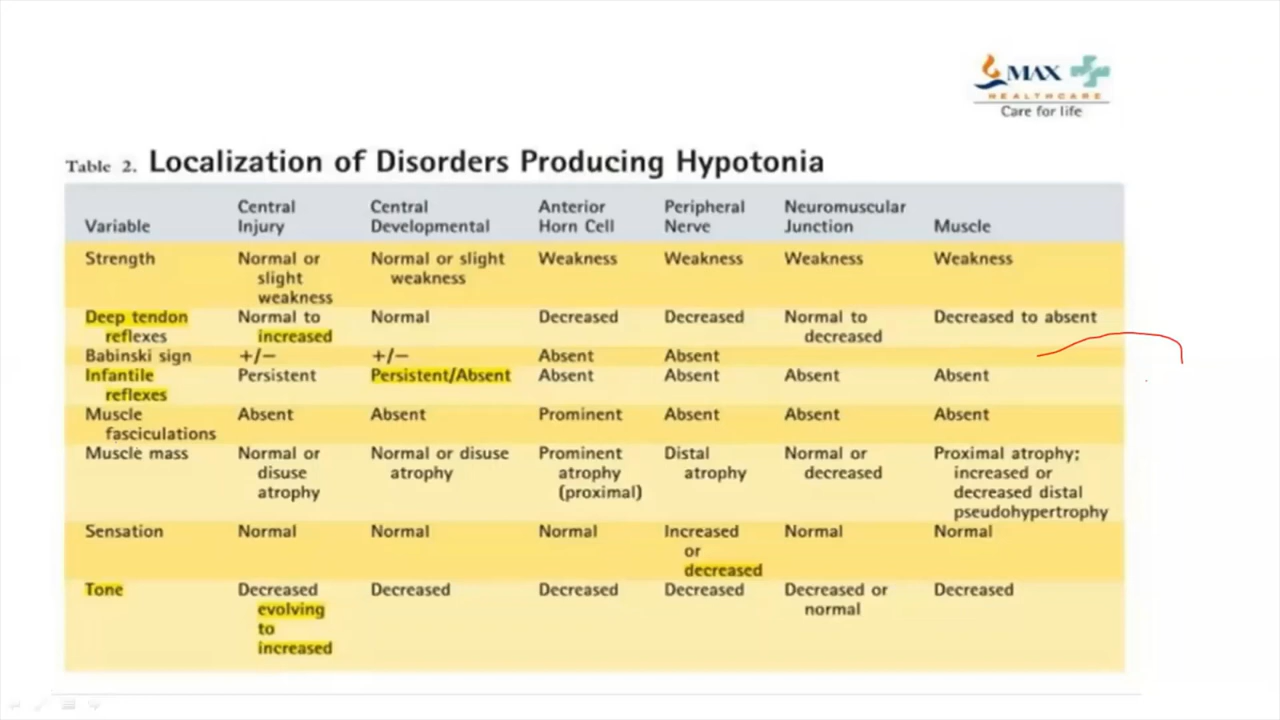 MAX
HEALTHCARE
Care for life
Table 2. Localization of Disorders Producing Hypotonia
Variable Central Injury Central Developmental Anterior Horn Cell Peripheral Nerve Neuromuscular Junction Muscle
Strength Normal or slight weakness Normal or slight weakness Weakness Weakness Weakness Weakness
Deep tendon reflexes Normal to increased Normal Decreased Decreased Normal to decreased Decreased to absent
Babinski sign +/− +/− Absent Absent
Infantile reflexes Persistent Persistent/Absent Absent Absent Absent Absent
Muscle fasciculations Absent Absent Prominent Absent Absent Absent
Muscle mass Normal or disuse atrophy Normal or disuse atrophy Prominent atrophy (proximal) Distal atrophy Normal or decreased Proximal atrophy; increased or decreased distal pseudohypertrophy
Sensation Normal Normal Normal Increased or decreased Normal Normal
Tone Decreased evolving to increased Decreased Decreased Decreased Decreased or normal Decreased